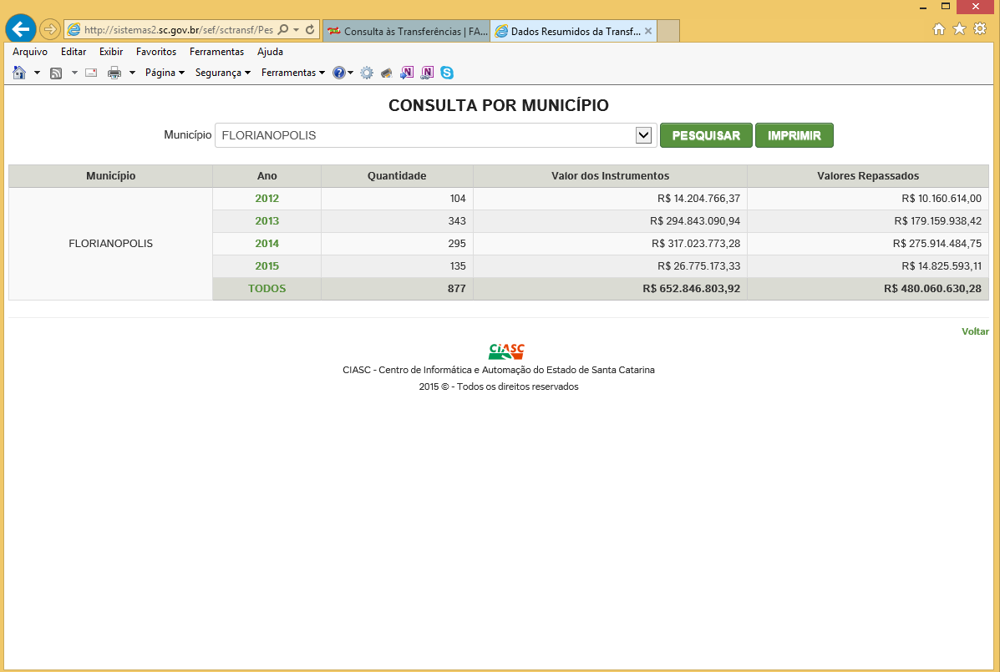 http://sistemas2.sc.gov.br/sef/sctransf/Pes
Consulta às Transferências | FA...
Dados Resumidos da Transf...
Arquivo Editar Exibir Favoritos Ferramentas Ajuda
Página Segurança Ferramentas
CONSULTA POR MUNICÍPIO
Município FLORIANOPOLIS PESQUISAR IMPRIMIR
Município Ano Quantidade Valor dos Instrumentos Valores Repassados
2012 104 R$ 14.204.766,37 R$ 10.160.614,00
2013 343 R$ 294.843.090,94 R$ 179.159.938,42
FLORIANOPOLIS 2014 295 R$ 317.023.773,28 R$ 275.914.484,75
2015 135 R$ 26.775.173,33 R$ 14.825.593,11
TODOS 877 R$ 652.846.803,92 R$ 480.060.630,28
Voltar
CiASC
CIASC - Centro de Informática e Automação do Estado de Santa Catarina
2015 © - Todos os direitos reservados